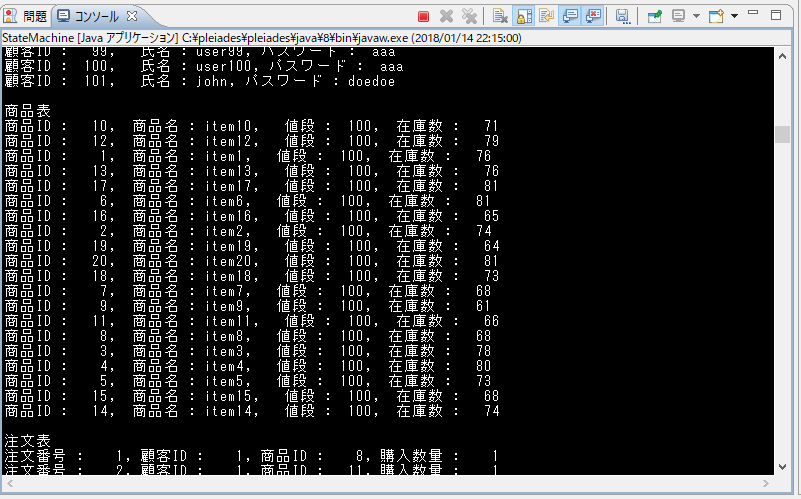 問題 コンソール
StateMachine [Java アプリケーション] C:¥pleiades¥pleiades¥java¥8¥bin¥javaw.exe (2018/01/14 22:15:00)
顧客ID : 99, 氏名 : user99, パスワード : aaa
顧客ID : 100, 氏名 : user100, パスワード : aaa
顧客ID : 101, 氏名 : john, パスワード : doedoe
商品表
商品ID : 10, 商品名 : item10, 値段 : 100, 在庫数 : 71
商品ID : 12, 商品名 : item12, 値段 : 100, 在庫数 : 79
商品ID : 1, 商品名 : item1, 値段 : 100, 在庫数 : 76
商品ID : 13, 商品名 : item13, 値段 : 100, 在庫数 : 76
商品ID : 17, 商品名 : item17, 値段 : 100, 在庫数 : 81
商品ID : 6, 商品名 : item6, 値段 : 100, 在庫数 : 81
商品ID : 16, 商品名 : item16, 値段 : 100, 在庫数 : 65
商品ID : 2, 商品名 : item2, 値段 : 100, 在庫数 : 74
商品ID : 19, 商品名 : item19, 値段 : 100, 在庫数 : 64
商品ID : 20, 商品名 : item20, 値段 : 100, 在庫数 : 81
商品ID : 18, 商品名 : item18, 値段 : 100, 在庫数 : 73
商品ID : 7, 商品名 : item7, 値段 : 100, 在庫数 : 68
商品ID : 9, 商品名 : item9, 値段 : 100, 在庫数 : 61
商品ID : 11, 商品名 : item11, 値段 : 100, 在庫数 : 66
商品ID : 8, 商品名 : item8, 値段 : 100, 在庫数 : 68
商品ID : 3, 商品名 : item3, 値段 : 100, 在庫数 : 78
商品ID : 4, 商品名 : item4, 値段 : 100, 在庫数 : 80
商品ID : 5, 商品名 : item5, 値段 : 100, 在庫数 : 73
商品ID : 15, 商品名 : item15, 値段 : 100, 在庫数 : 68
商品ID : 14, 商品名 : item14, 値段 : 100, 在庫数 : 74
注文表
注文番号 : 1, 顧客ID : 1, 商品ID : 8, 購入数量 : 1
注文番号 : 2, 顧客ID : 1, 商品ID : 11, 購入数量 : 1